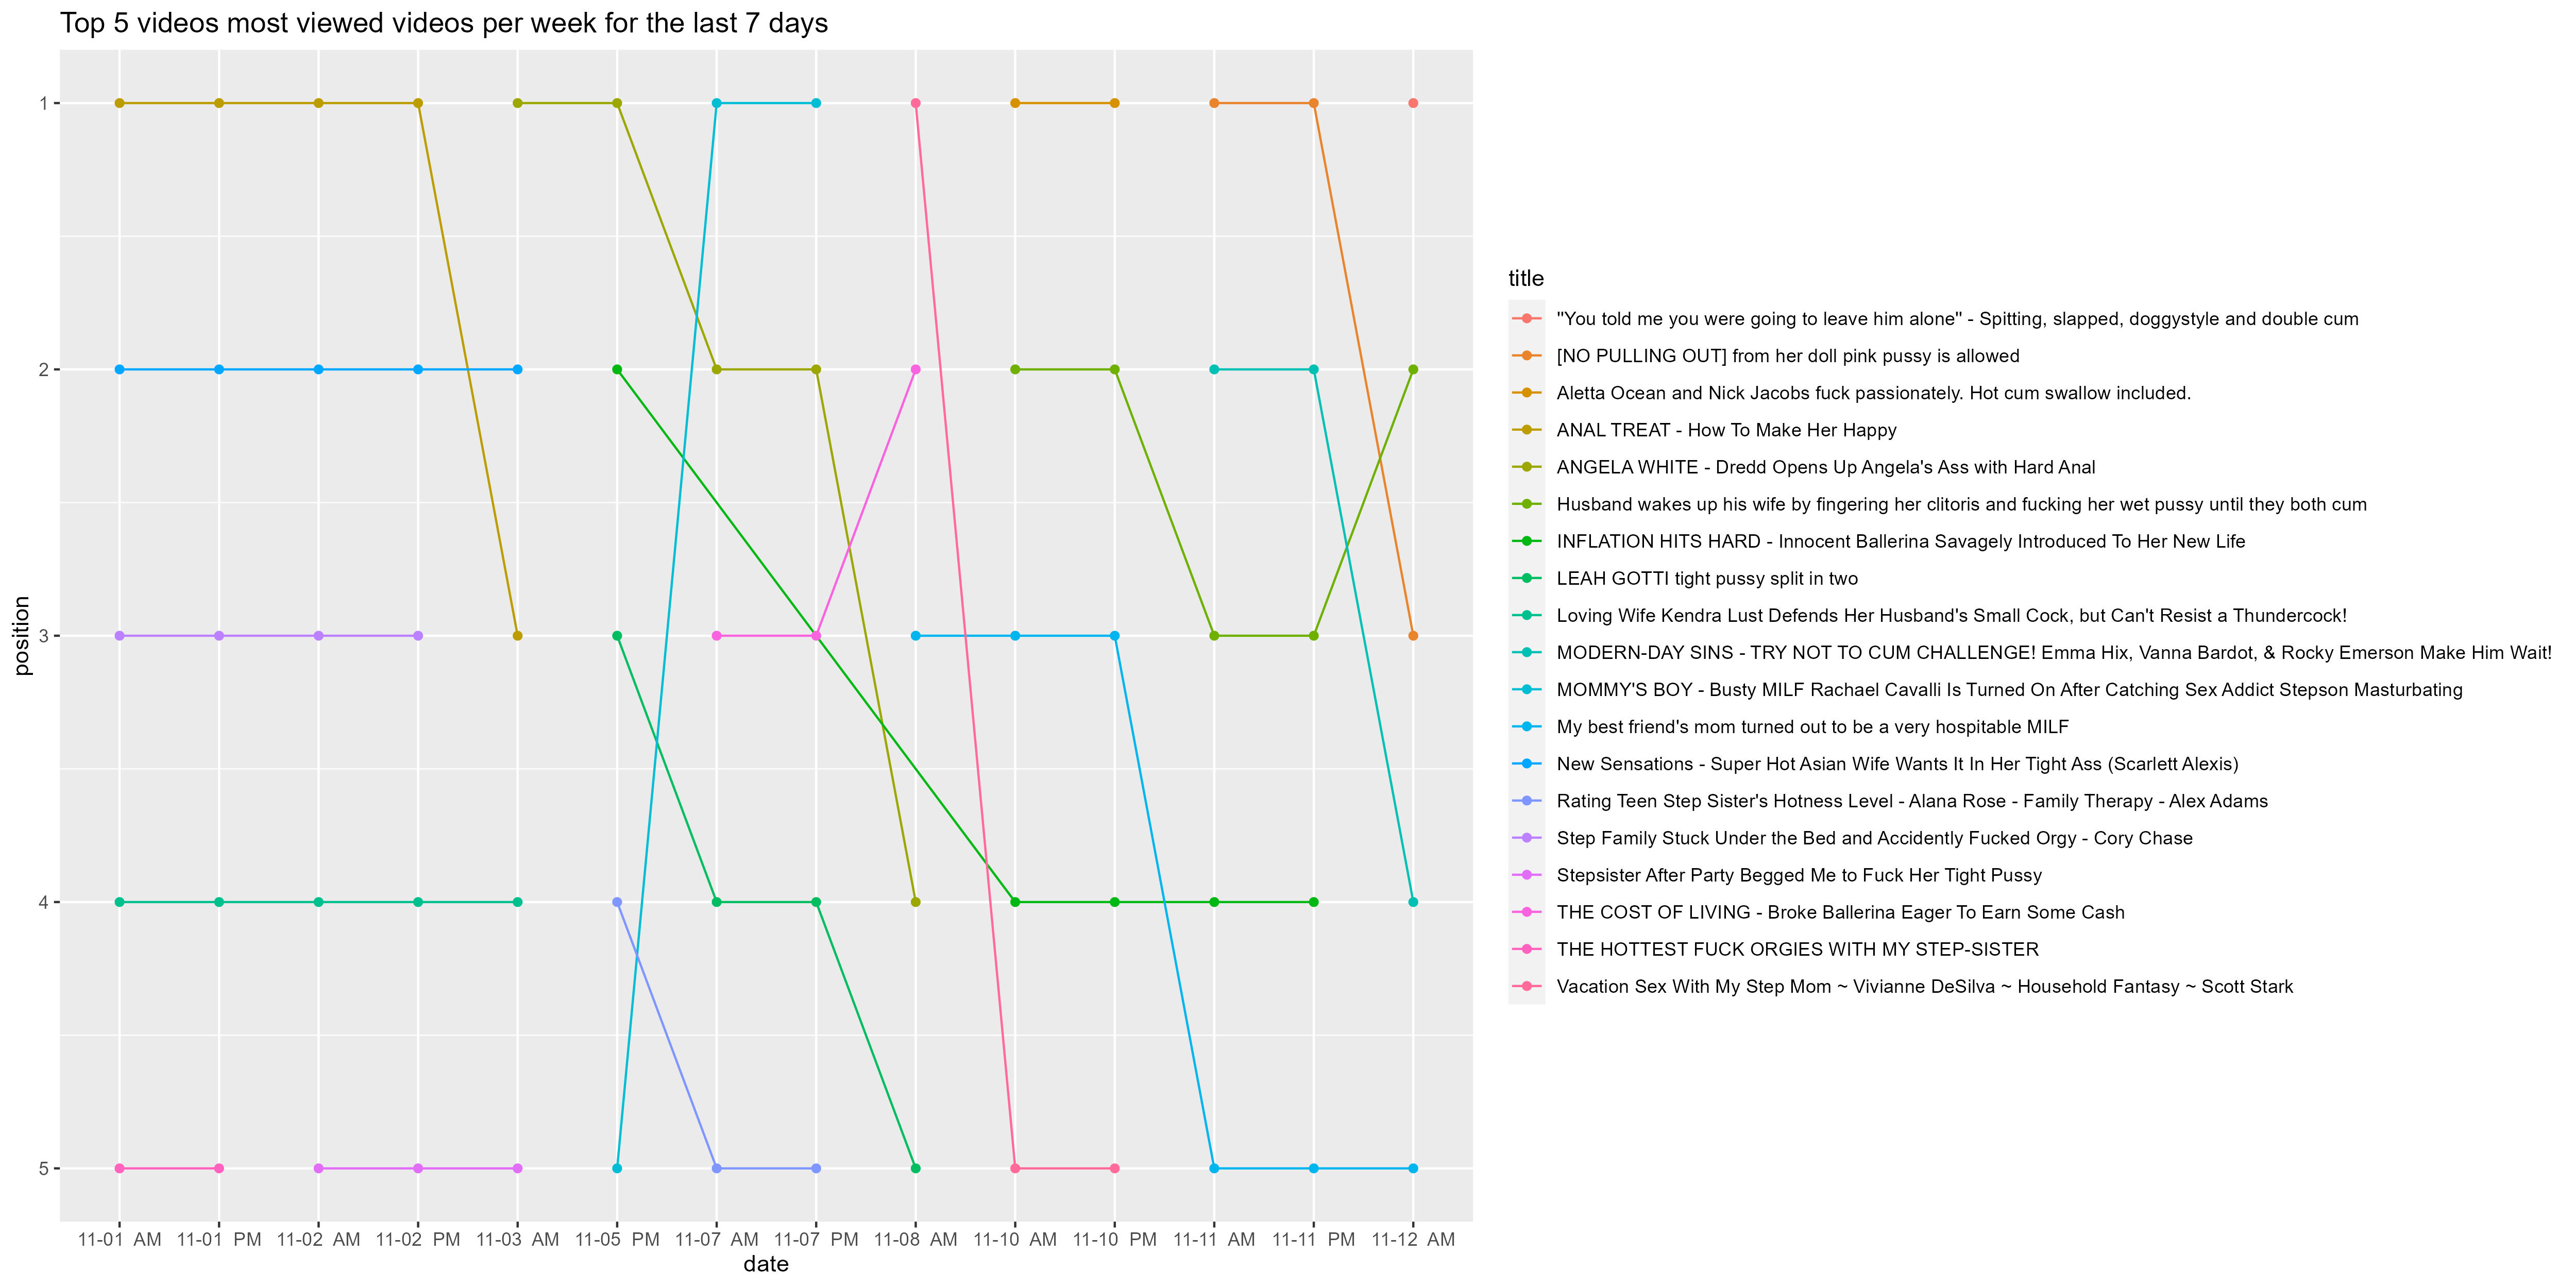 Top 5 videos most viewed videos per week for the last 7 days
1
2
3
4
5
position
11-01 AM
11-01 PM
11-02 AM
11-02 PM
11-03 AM
11-05 PM
11-07 AM
11-07 PM
11-08 AM
11-10 AM
11-10 PM
11-11 AM
11-11 PM
11-12 AM
date
title
"You told me you were going to leave him alone" - Spitting, slapped, doggystyle and double cum
[NO PULLING OUT] from her doll pink pussy is allowed
Aletta Ocean and Nick Jacobs fuck passionately. Hot cum swallow included.
ANAL TREAT - How To Make Her Happy
ANGELA WHITE - Dredd Opens Up Angela's Ass with Hard Anal
Husband wakes up his wife by fingering her clitoris and fucking her wet pussy until they both cum
INFLATION HITS HARD - Innocent Ballerina Savagely Introduced To Her New Life
LEAH GOTTI tight pussy split in two
Loving Wife Kendra Lust Defends Her Husband's Small Cock, but Can't Resist a Thundercock!
MODERN-DAY SINS - TRY NOT TO CUM CHALLENGE! Emma Hix, Vanna Bardot, & Rocky Emerson Make Him Wait!
MOMMY'S BOY - Busty MILF Rachael Cavalli Is Turned On After Catching Sex Addict Stepson Masturbating
My best friend's mom turned out to be a very hospitable MILF
New Sensations - Super Hot Asian Wife Wants It In Her Tight Ass (Scarlett Alexis)
Rating Teen Step Sister's Hotness Level - Alana Rose - Family Therapy - Alex Adams
Step Family Stuck Under the Bed and Accidently Fucked Orgy - Cory Chase
Stepsister After Party Begged Me to Fuck Her Tight Pussy
THE COST OF LIVING - Broke Ballerina Eager To Earn Some Cash
THE HOTTEST FUCK ORGIES WITH MY STEP-SISTER
Vacation Sex With My Step Mom ~ Vivianne DeSilva ~ Household Fantasy ~ Scott Stark